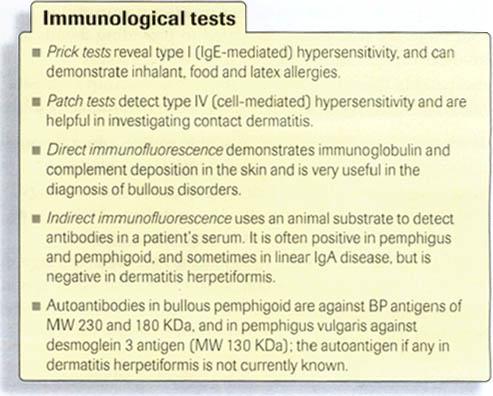 Immunological tests
■ Prick tests reveal type I (IgE-mediated) hypersensitivity, and can
demonstrate inhalant, food and latex allergies.
■ Patch tests detect type IV (cell-mediated) hypersensitivity and are
helpful in investigating contact dermatitis.
■ Direct immunofluorescence demonstrates immunoglobulin and
complement deposition in the skin and is very useful in the
diagnosis of bullous disorders.
■ Indirect immunofluorescence uses an animal substrate to detect
antibodies in a patient's serum. It is often positive in pemphigus
and pemphigoid, and sometimes in linear IgA disease, but is
negative in dermatitis herpetiformis.
■ Autoantibodies in bullous pemphigoid are against BP antigens of
MW 230 and 180 KDa, and in pemphigus vulgaris against
desmoglein 3 antigen (MW 130 KDa); the autoantigen if any in
dermatitis herpetiformis is not currently known.